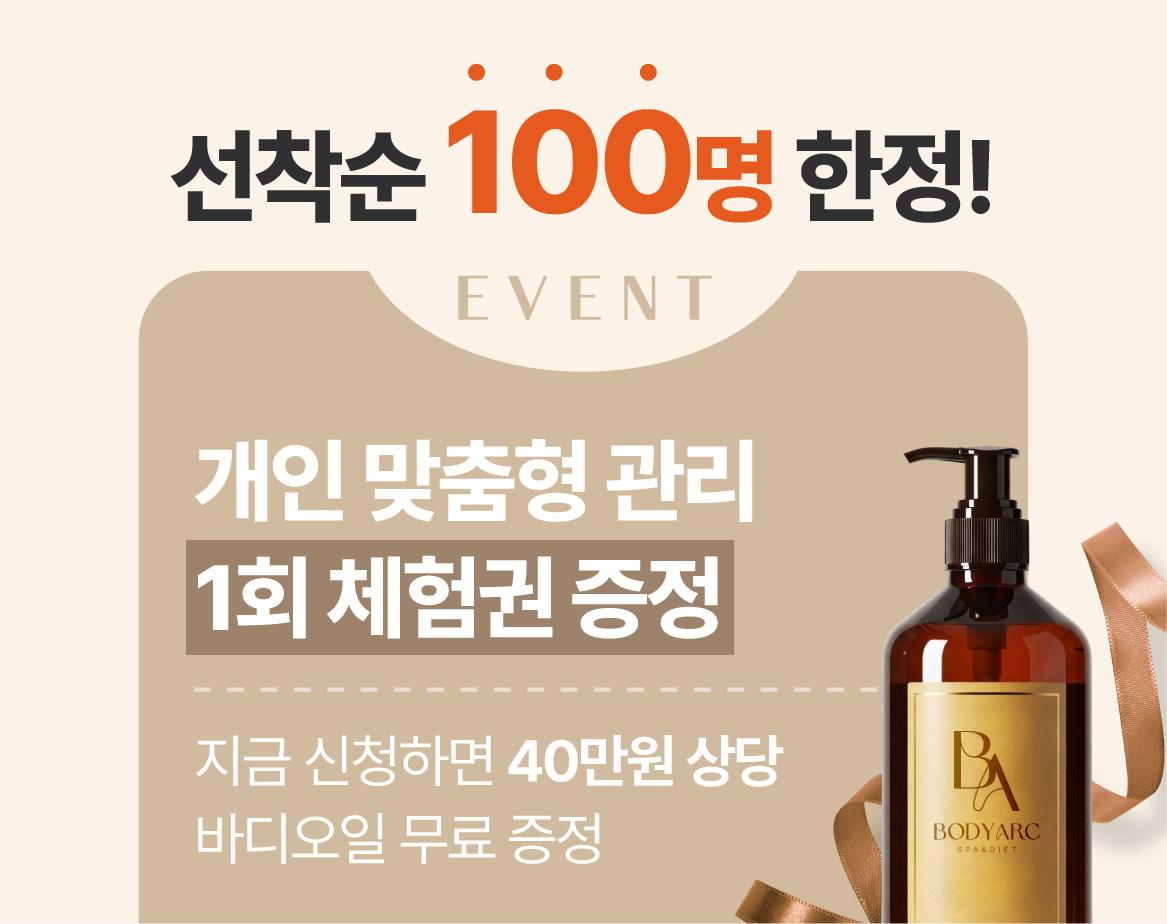 선착순 100명 한정!
EVENT
개인 맞춤형 관리
1회 체험권 증정
지금 신청하면 40만원 상당
바디오일 무료 증정
BA
BODYARC
SPA&DIET